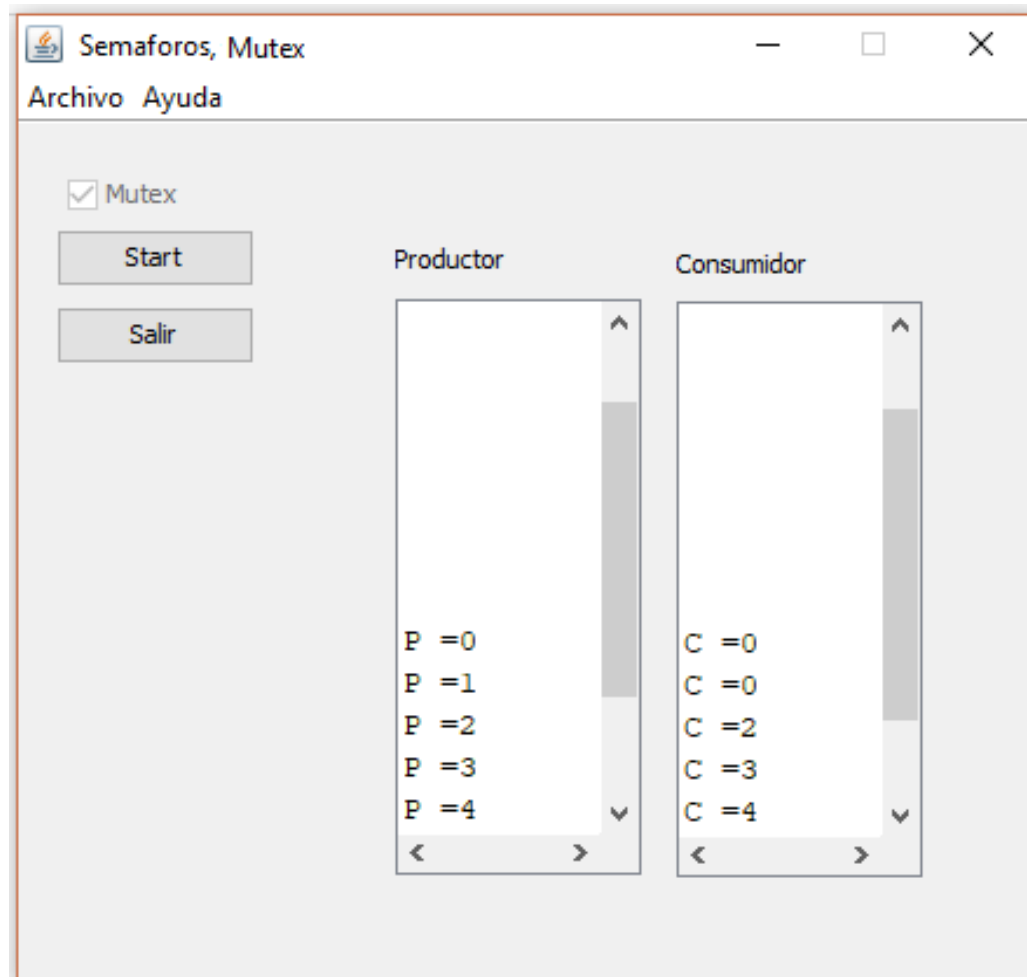 Semaforos, Mutex
Archivo Ayuda
Mutex
Start
Salir
Productor
P =0
P =1
P =2
P =3
P =4
Consumidor
C =0
C =0
C =2
C =3
C =4